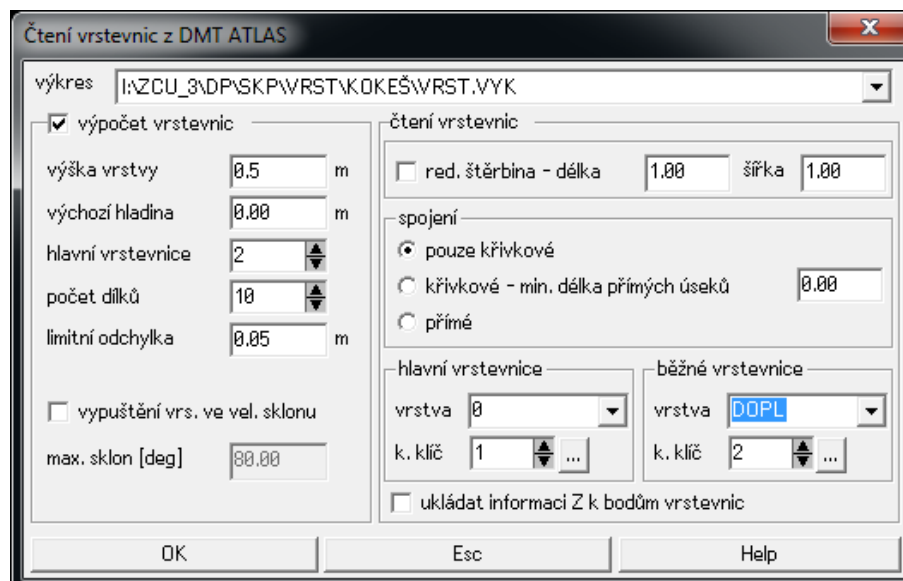 Čtení vrstevnic z DMT ATLAS
výkres I:\ZCU_3\DP\SKP\VRST\KOKEŠ\VRST.VYK
výpočet vrstevnic
výška vrstvy 0.5 m
výchozí hladina 0.00 m
hlavní vrstevnice 2
počet dílků 10
limitní odchylka 0.05 m
vypuštění vrs. ve vel. sklonu
max. sklon [deg] 80.00
čtení vrstevnic
red. štěrbina - délka 1.00 šířka 1.00
spojení
pouze křivkové
křivkové - min. délka přímých úseků 0.00
přímé
hlavní vrstevnice
vrstva 0
k. klíč 1 ...
běžné vrstevnice
vrstva DOPL
k. klíč 2 ...
ukládat informaci Z k bodům vrstevnic
OK Esc Help